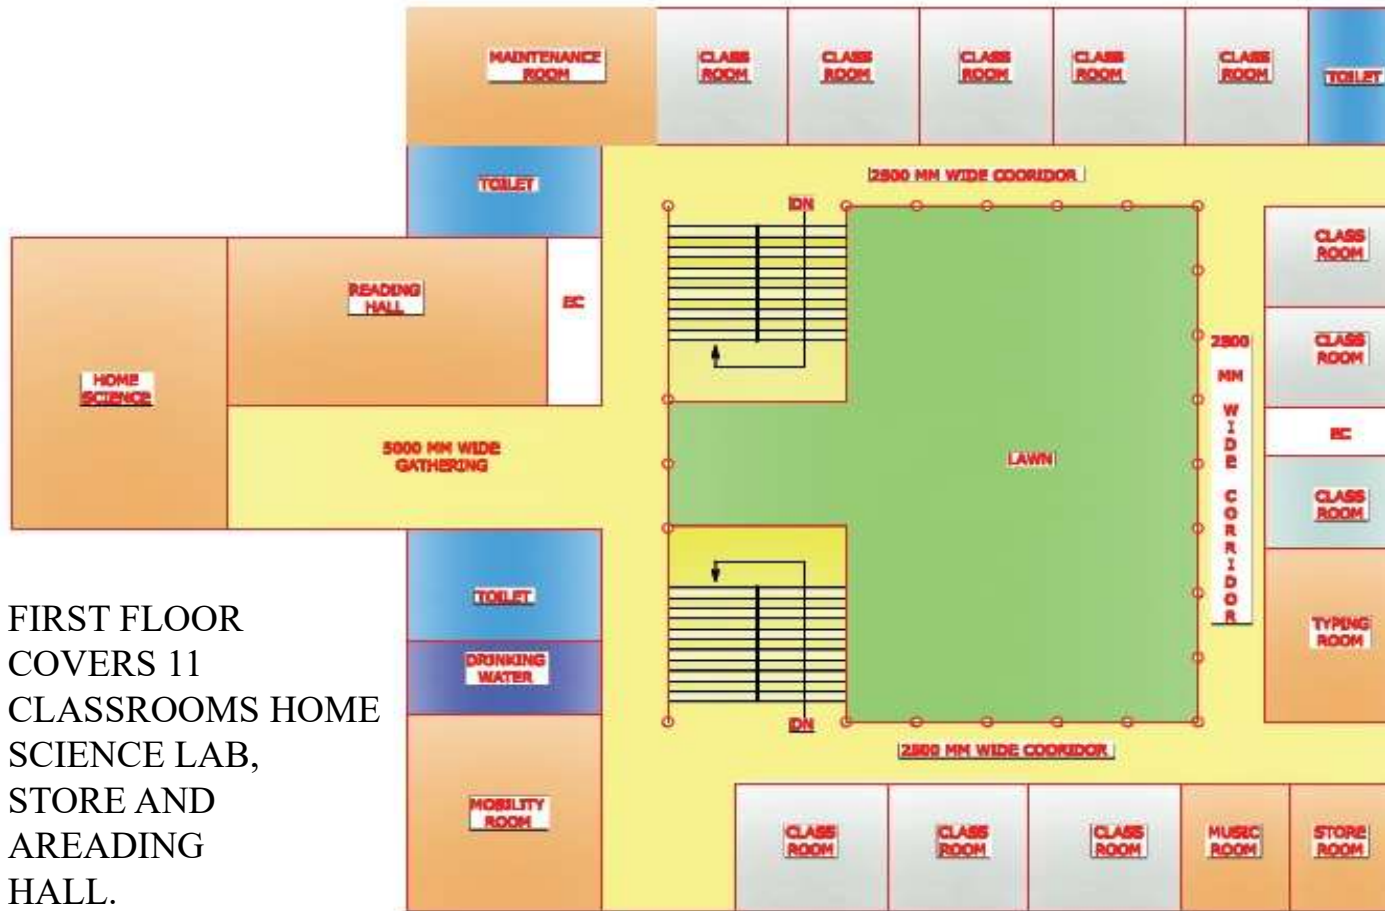 MAINTENANCE
ROOM
CLASS
ROOM
CLASS
ROOM
CLASS
ROOM
CLASS
ROOM
CLASS
ROOM
TOILET
TOILET
2500 MM WIDE COORIDOR
DN
CLASS
ROOM
READING
HALL
EC
CLASS
ROOM
HOME
SCIENCE
2500
MM
WIDE
CORRIDOR
5000 MM WIDE
GATHERING
LAWN
EC
CLASS
ROOM
TOILET
TYPING
ROOM
DRINKING
WATER
DN
2500 MM WIDE COORIDOR
MOBILITY
ROOM
CLASS
ROOM
CLASS
ROOM
CLASS
ROOM
MUSIC
ROOM
STORE
ROOM
FIRST FLOOR
COVERS 11
CLASSROOMS HOME
SCIENCE LAB,
STORE AND
AREADING
HALL.